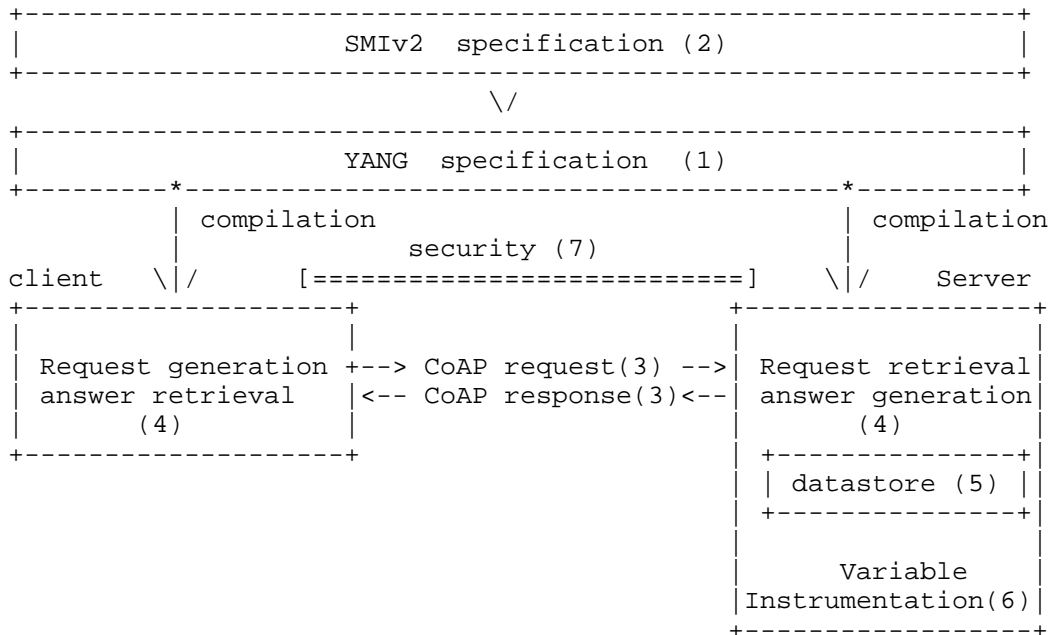 SMIv2 specification (2)
YANG specification (1)
compilation compilation
security (7)
client Server
Request generation CoAP request(3) Request retrieval
answer retrieval CoAP response(3) answer generation
(4) (4)
datastore (5)
Variable
Instrumentation(6)